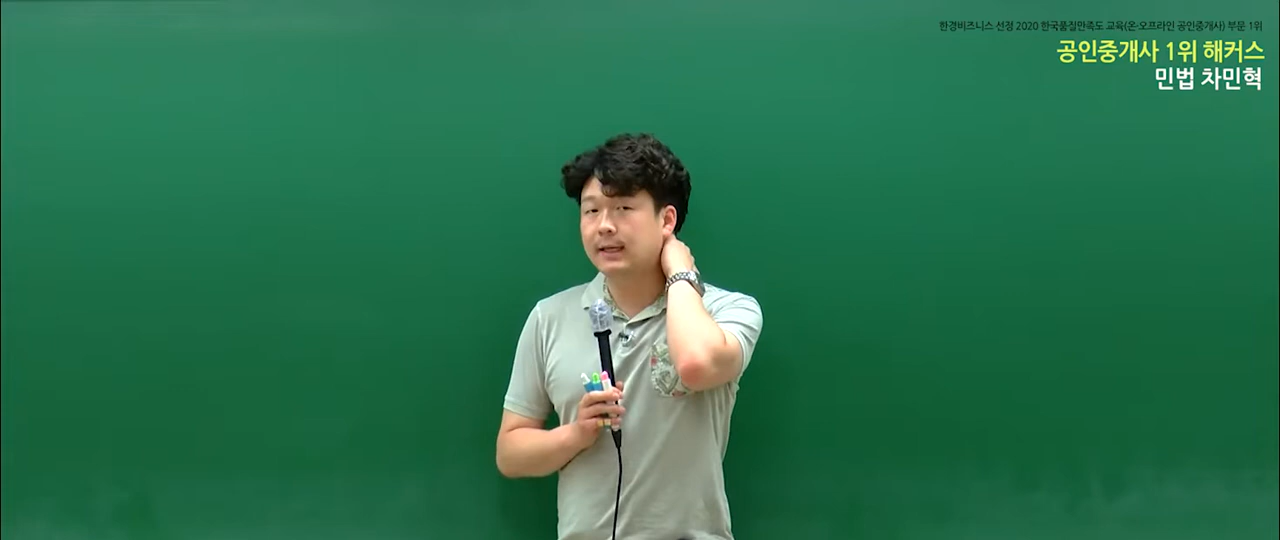 한경비즈니스 선정 2020 한국품질만족도 교육(온·오프라인 공인중개사) 부문 1위
공인중개사 1위 해커스
민법 차민혁